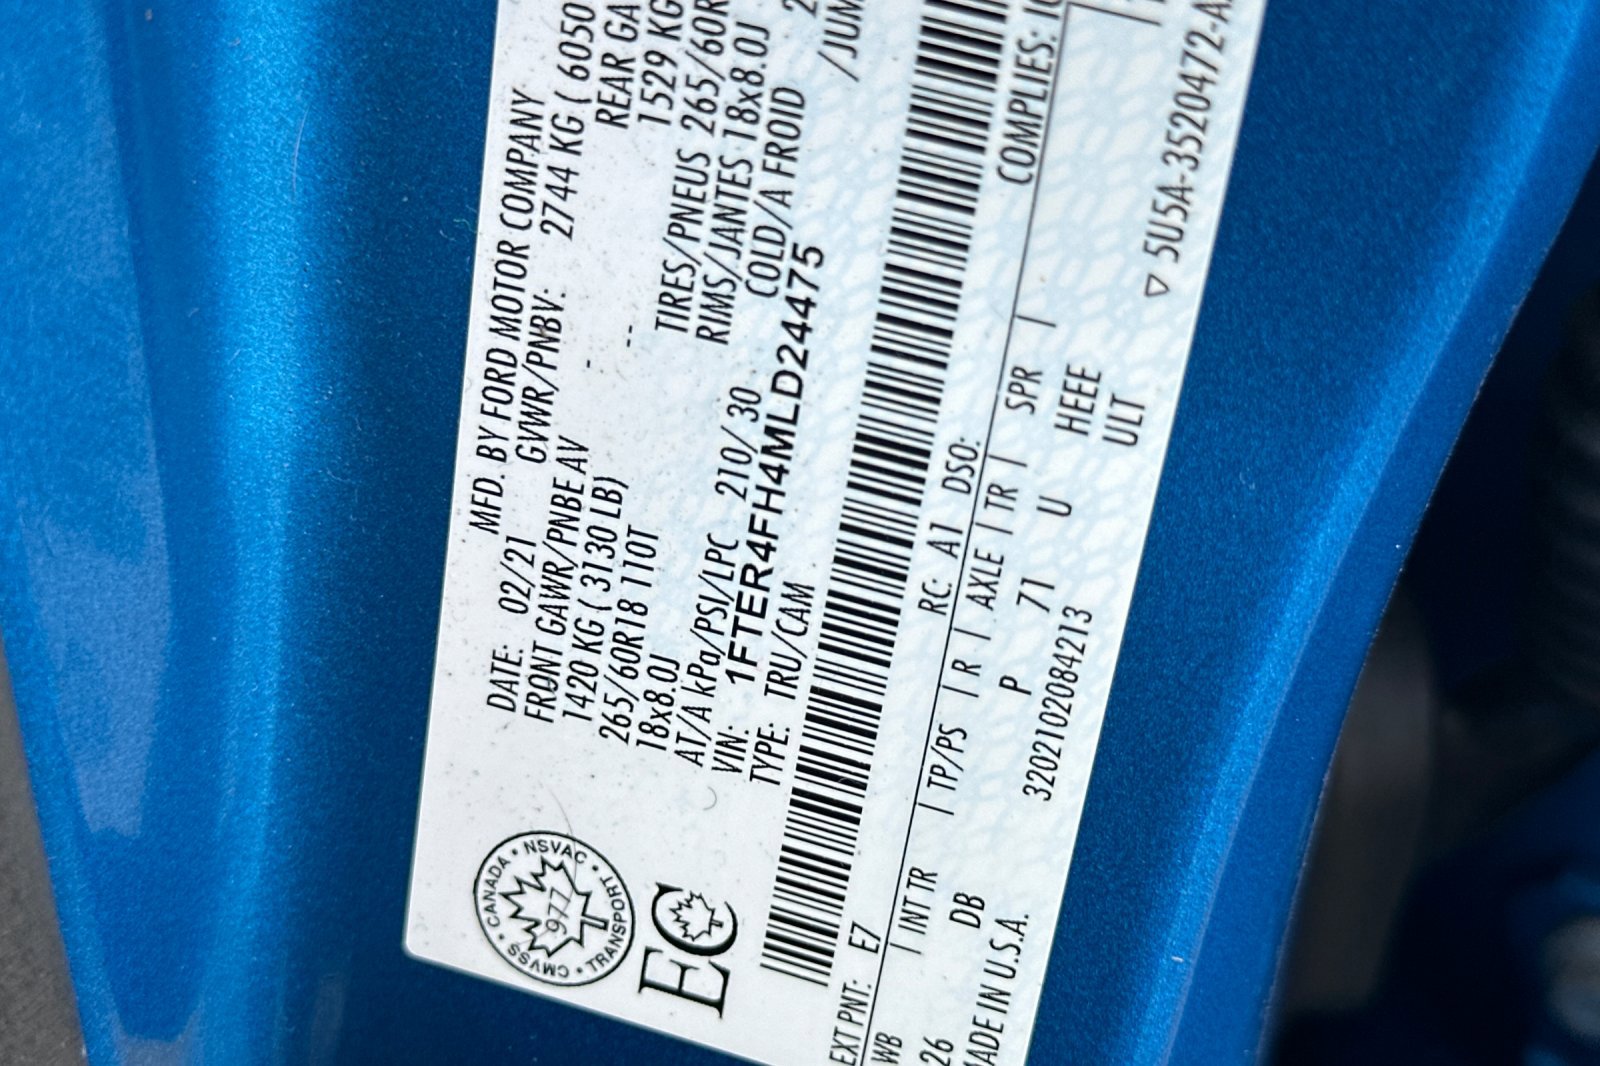 MFD. BY FORD MOTOR COMPANY
DATE: 02/21 GVWR/PNBV: 2744 KG ( 6050
FRONT GAWR/PNBE AV REAR GA
1420 KG ( 3130 LB) 1529 KG
265/60R18 110T TIRES/PNEUS 265/60R
18x8.0J RIMS/JANTES 18x8.0J
AT/A kPa/PSI/LPC 210/ 30 COLD/A FROID 2
VIN: 1FTER4FH4MLD24475 /JUM
TYPE: TRU/CAM
CANADA • NSVAC • TRANSPORT • CMVSS •
977
EC
EXT PNT: E7 RC: A1 DSO: COMPLIES:
WB | INT TR | TP/PS | R | AXLE | TR | SPR |
26 DB P 71 U HEEE
ULT
MADE IN U.S.A. 3202102084213 ▽ 5U5A-3520472-A